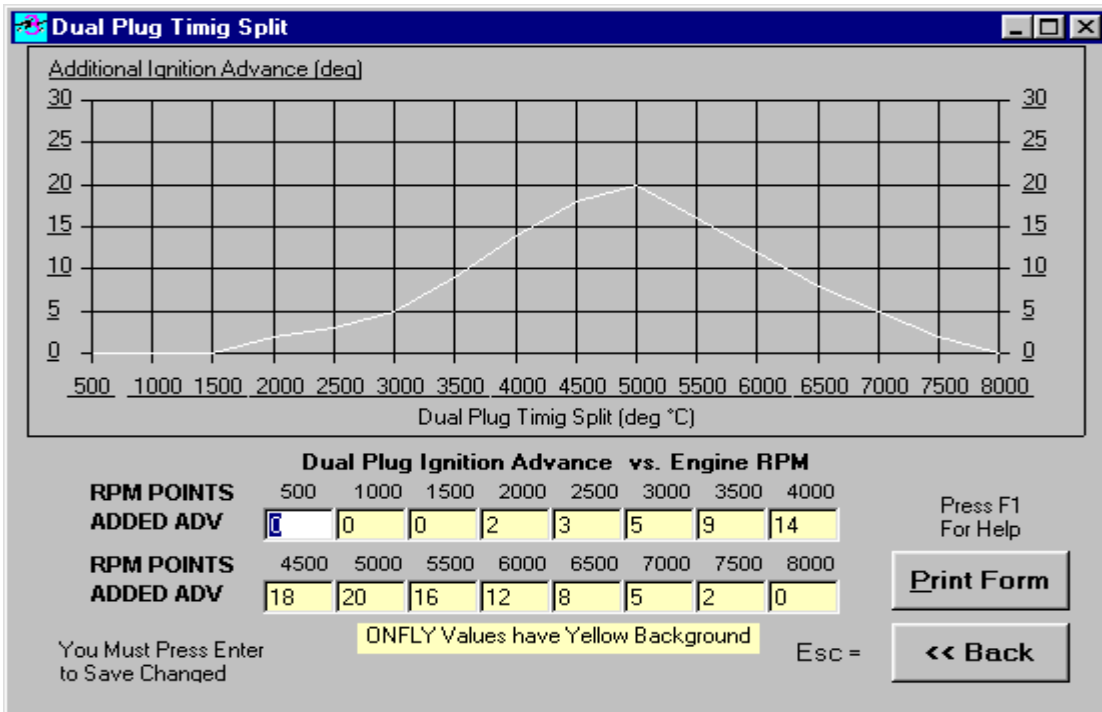 Dual Plug Timig Split
Additional Ignition Advance (deg)
30 30
25 25
20 20
15 15
10 10
5 5
0 0
500 1000 1500 2000 2500 3000 3500 4000 4500 5000 5500 6000 6500 7000 7500 8000
Dual Plug Timig Split (deg °C)
Dual Plug Ignition Advance vs. Engine RPM
RPM POINTS 500 1000 1500 2000 2500 3000 3500 4000
ADDED ADV 0 0 0 2 3 5 9 14
RPM POINTS 4500 5000 5500 6000 6500 7000 7500 8000
ADDED ADV 18 20 16 12 8 5 2 0
Press F1
For Help
Print Form
ONFLY Values have Yellow Background
You Must Press Enter
to Save Changed
Esc =
<< Back